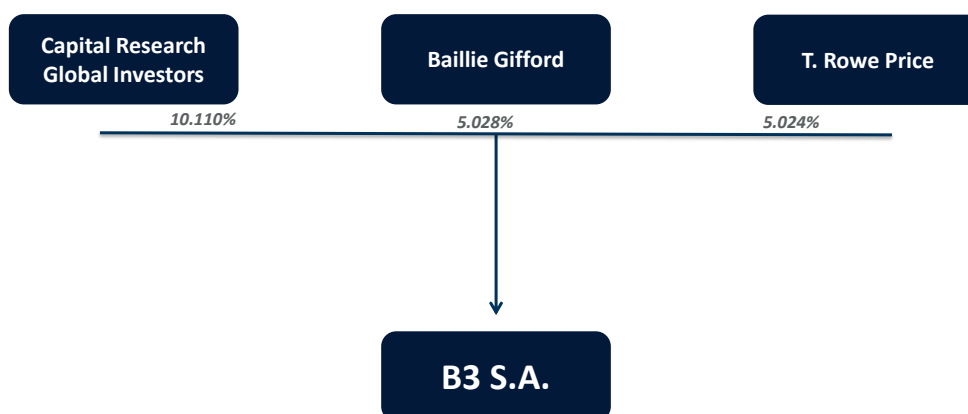 Capital Research
Global Investors
Baillie Gifford
T. Rowe Price
10.110%
5.028%
5.024%
B3 S.A.